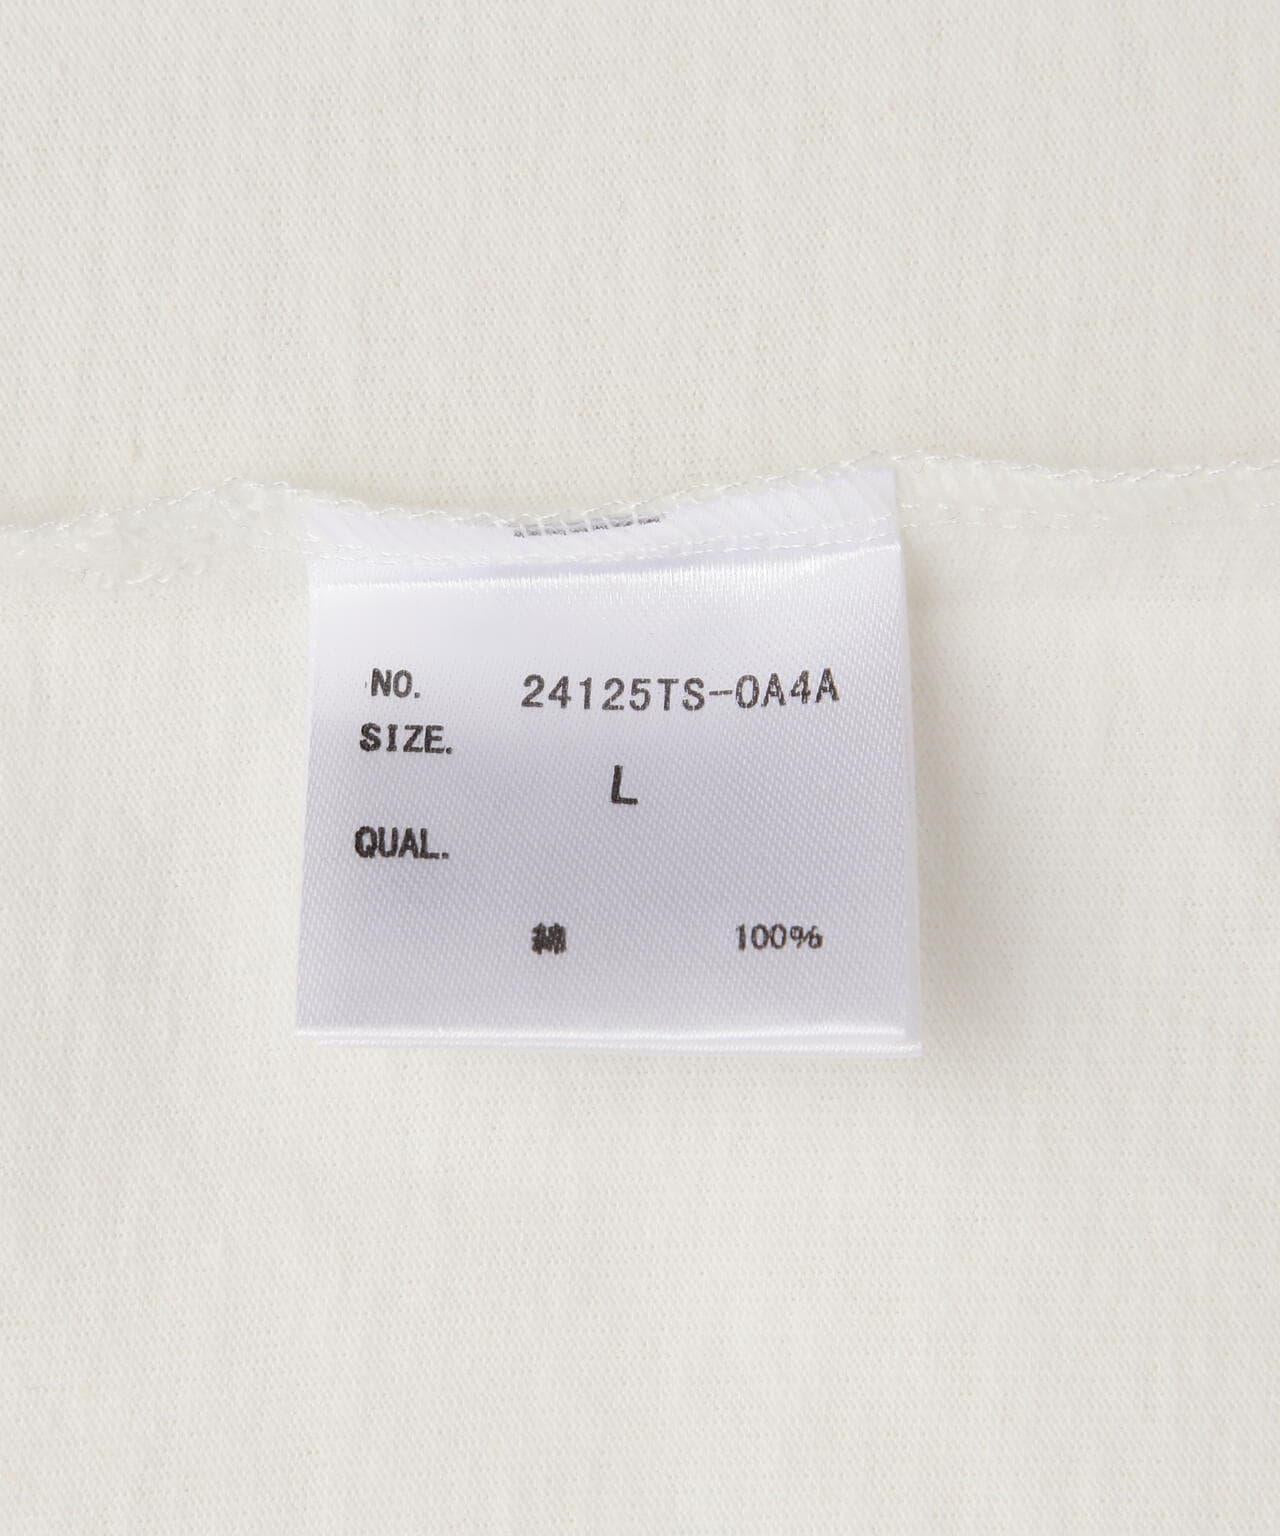 NO. 24125TS-0A4A
SIZE.
L
QUAL.
綿 100%